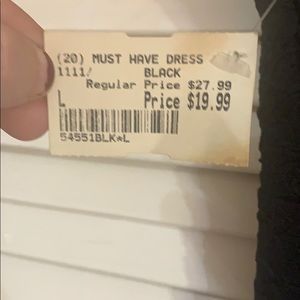 (20) MUST HAVE DRESS
1111/ BLACK
Regular Price $27.99
L Price $19.99
54551BLK*L